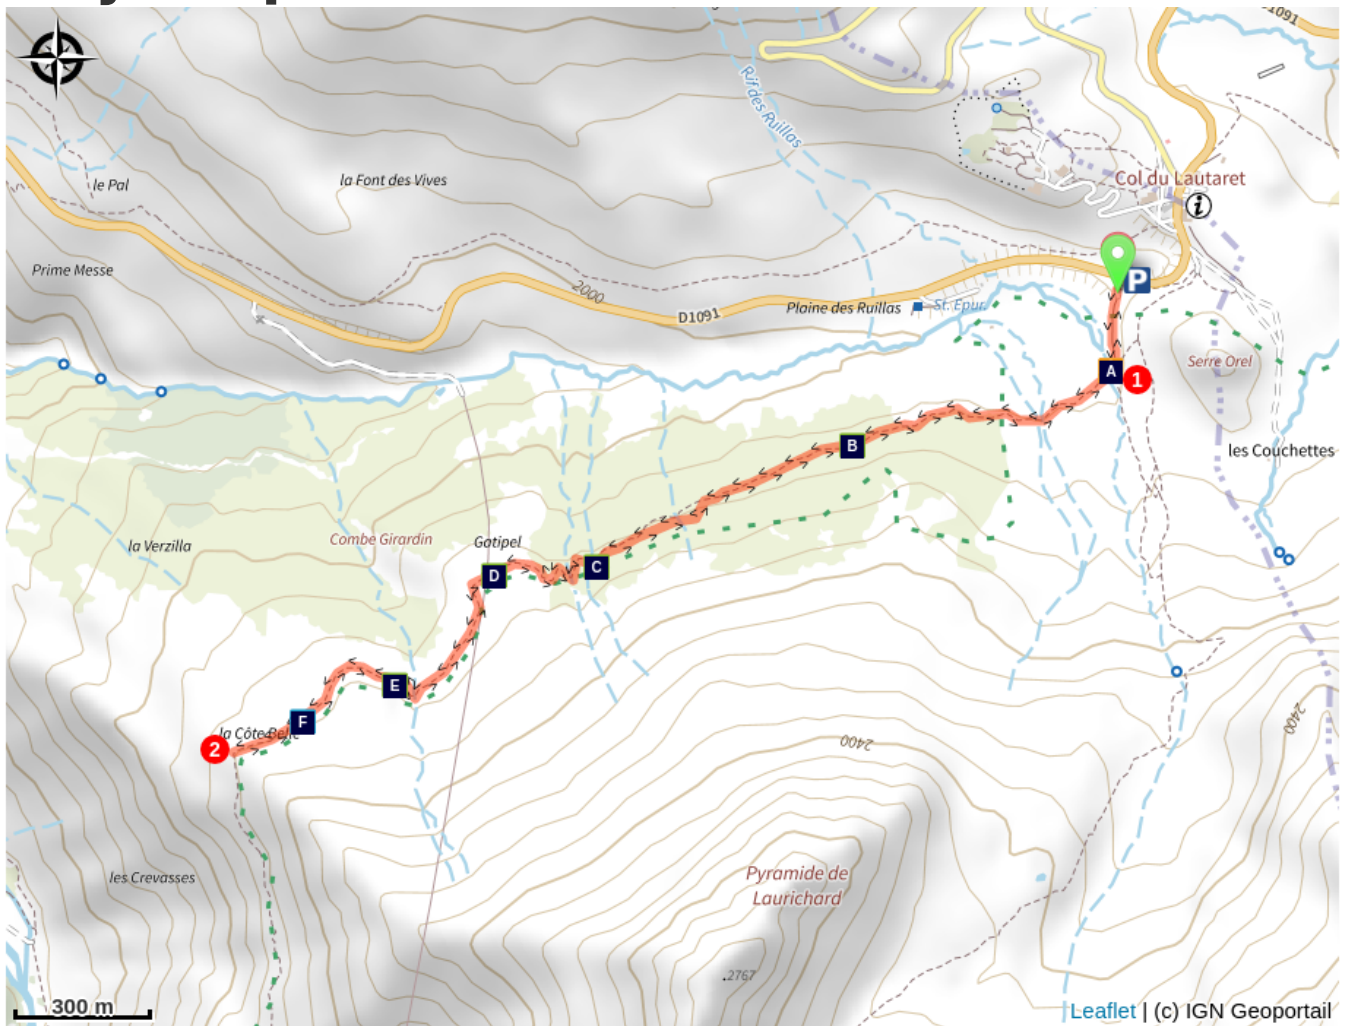 D1091
Rif des Ruillas
le Pal
la Font des Vives
Col du Lautaret
i
Prime Messe
2000
P
D1091
Plaine des Ruillas
St. Epur.
Serre Orel
A
1
B
les Couchettes
la Verzilla
Combe Girardin
Gatipel
D
C
E
F
la Côte Belle
2
2400
2400
les Crevasses
Pyramide de
Laurichard
.2767
300 m
Leaflet | (c) IGN Geoportail